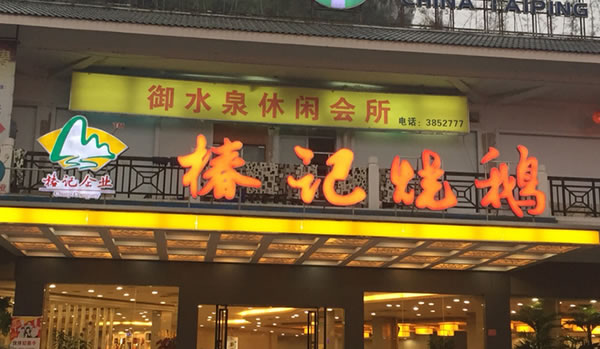 CHINA TAIPING
御水泉休闲会所
电话：3852777
椿记烧鹅
椿记企业